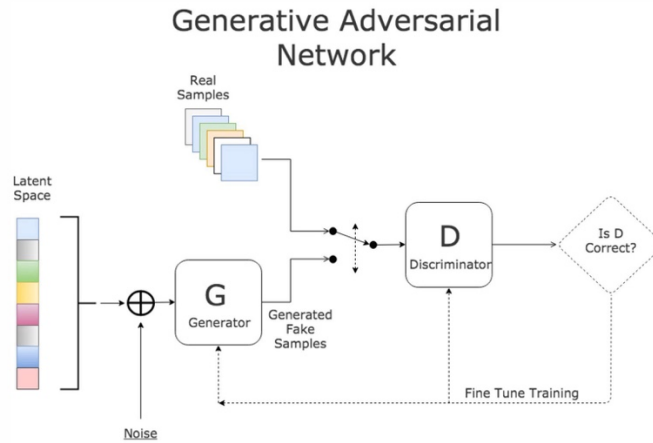 Generative Adversarial
Network
Real
Samples
Latent
Space
Is D
Correct?
D
Discriminator
G
Generator
Generated
Fake
Samples
Fine Tune Training
Noise